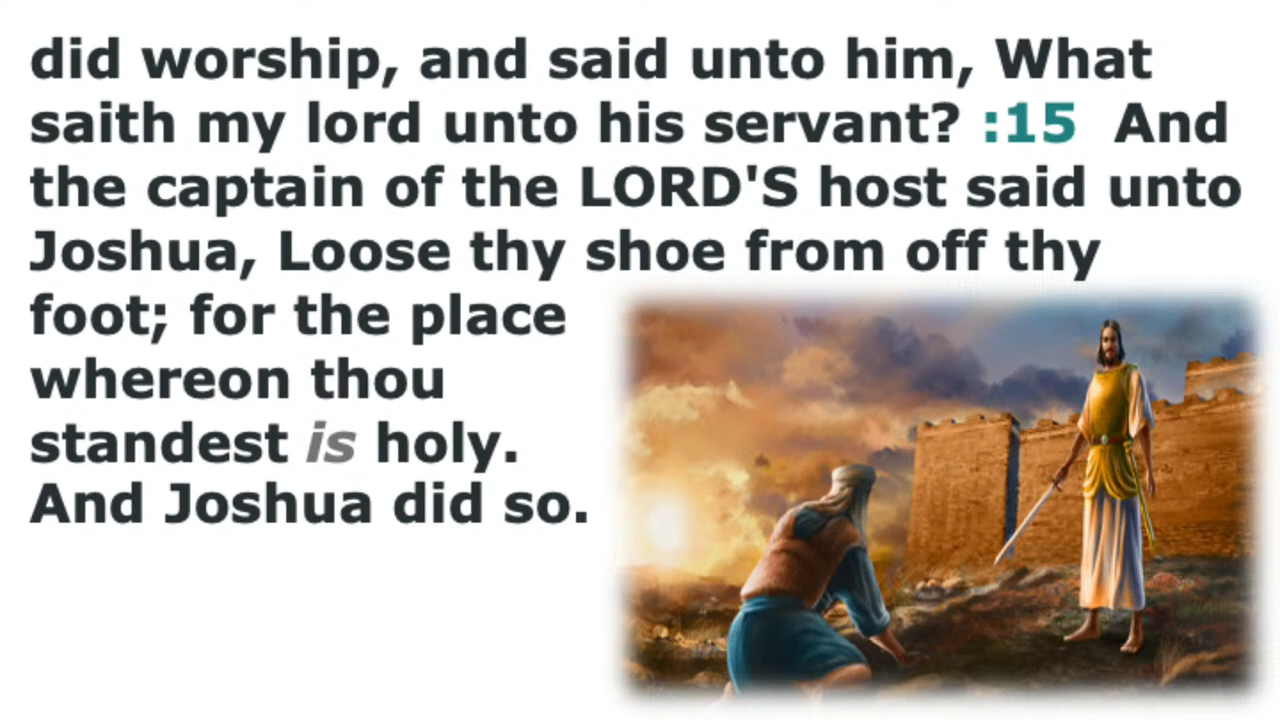 did worship, and said unto him, What
saith my lord unto his servant? :15 And
the captain of the LORD'S host said unto
Joshua, Loose thy shoe from off thy
foot; for the place
whereon thou
standest is holy.
And Joshua did so.